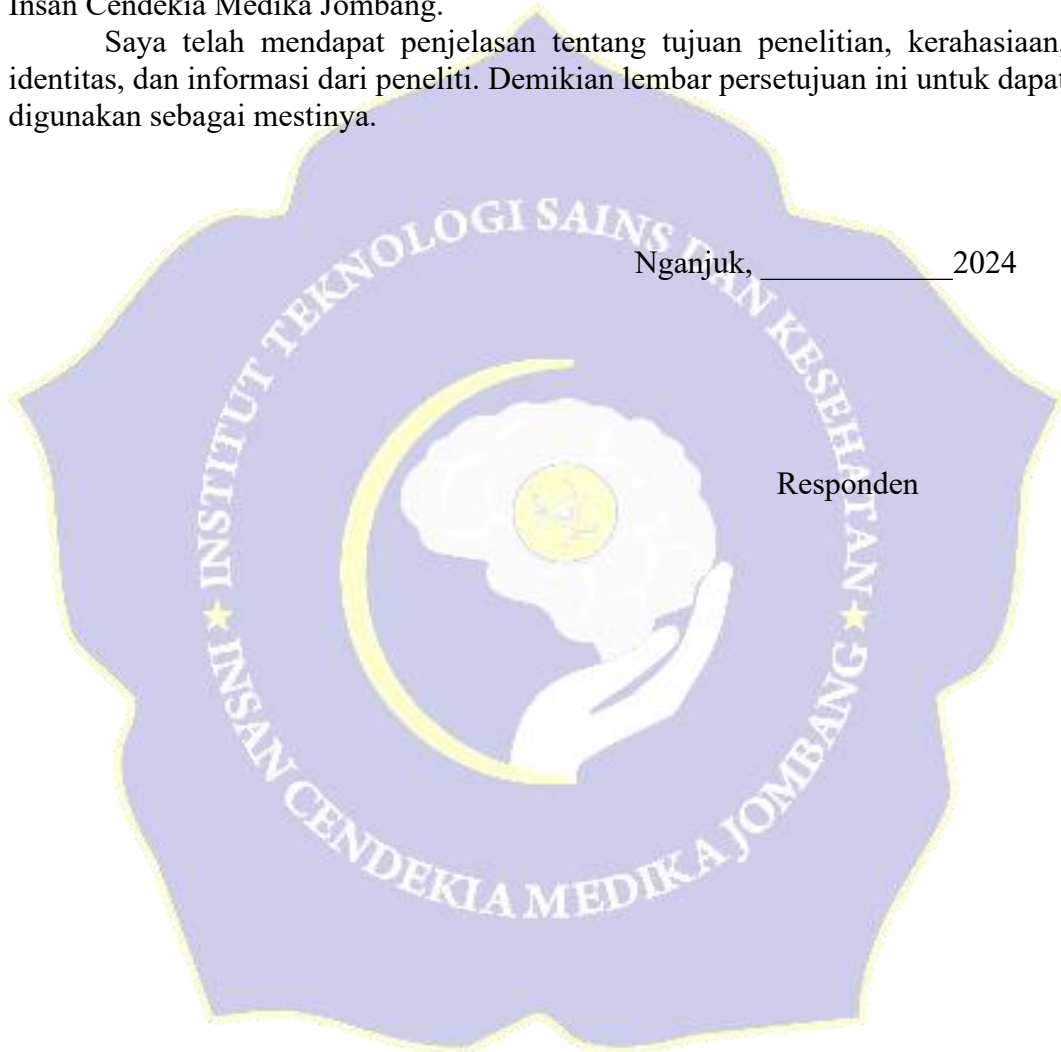 Insan Cendekia Medika Jombang.
Saya telah mendapat penjelasan tentang tujuan penelitian, kerahasiaan,
identitas, dan informasi dari peneliti. Demikian lembar persetujuan ini untuk dapat
digunakan sebagai mestinya.
Nganjuk, ____________2024
Responden
INSTITUT TEKNOLOGI SAINS DAN KESEHATAN
INSAN CENDEKIA MEDIKA JOMBANG